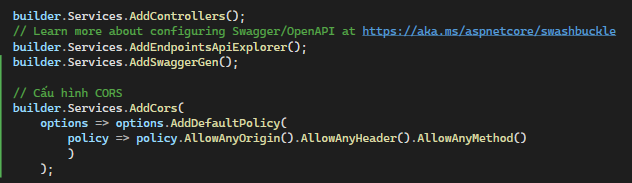 builder.Services.AddControllers();
// Learn more about configuring Swagger/OpenAPI at https://aka.ms/aspnetcore/swashbuckle
builder.Services.AddEndpointsApiExplorer();
builder.Services.AddSwaggerGen();

// Cấu hình CORS
builder.Services.AddCors(
    options => options.AddDefaultPolicy(
        policy => policy.AllowAnyOrigin().AllowAnyHeader().AllowAnyMethod()
        )
    );